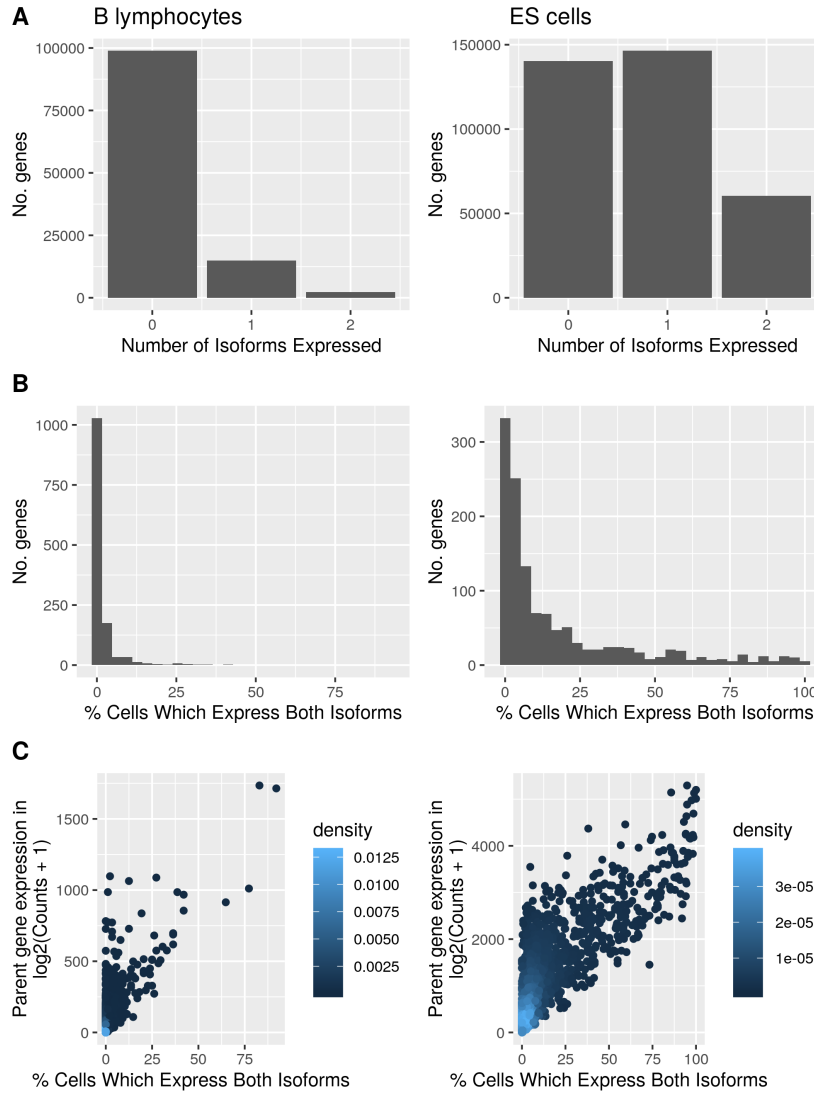 A
B lymphocytes
ES cells
No. genes
100000
75000
50000
25000
0
0 1 2
Number of Isoforms Expressed
No. genes
150000
100000
50000
0
0 1 2
Number of Isoforms Expressed
B
No. genes
1000
750
500
250
0
0 25 50 75
% Cells Which Express Both Isoforms
No. genes
300
200
100
0
0 25 50 75 100
% Cells Which Express Both Isoforms
C
Parent gene expression in
log2(Counts + 1)
1500
1000
500
0
0 25 50 75
% Cells Which Express Both Isoforms
density
0.0125
0.0100
0.0075
0.0050
0.0025
Parent gene expression in
log2(Counts + 1)
4000
2000
0
0 25 50 75 100
% Cells Which Express Both Isoforms
density
3e-05
2e-05
1e-05